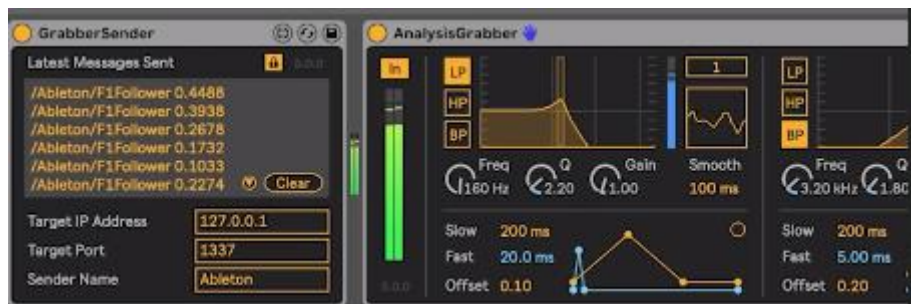 GrabberSender
Latest Messages Sent
/Ableton/F1Follower 0.4488
/Ableton/F1Follower 0.3938
/Ableton/F1Follower 0.2678
/Ableton/F1Follower 0.1732
/Ableton/F1Follower 0.1033
/Ableton/F1Follower 0.2274
Clear
Target IP Address 127.0.0.1
Target Port 1337
Sender Name Ableton
AnalysisGrabber
In
LP
HP
BP
1
Freq Q Gain Smooth
160 Hz 2.20 1.00 100 ms
Slow 200 ms
Fast 20.0 ms
Offset 0.10
LP
HP
BP
Freq Q
3.20 kHz 1.80
Slow 200 ms
Fast 5.00 ms
Offset 0.20